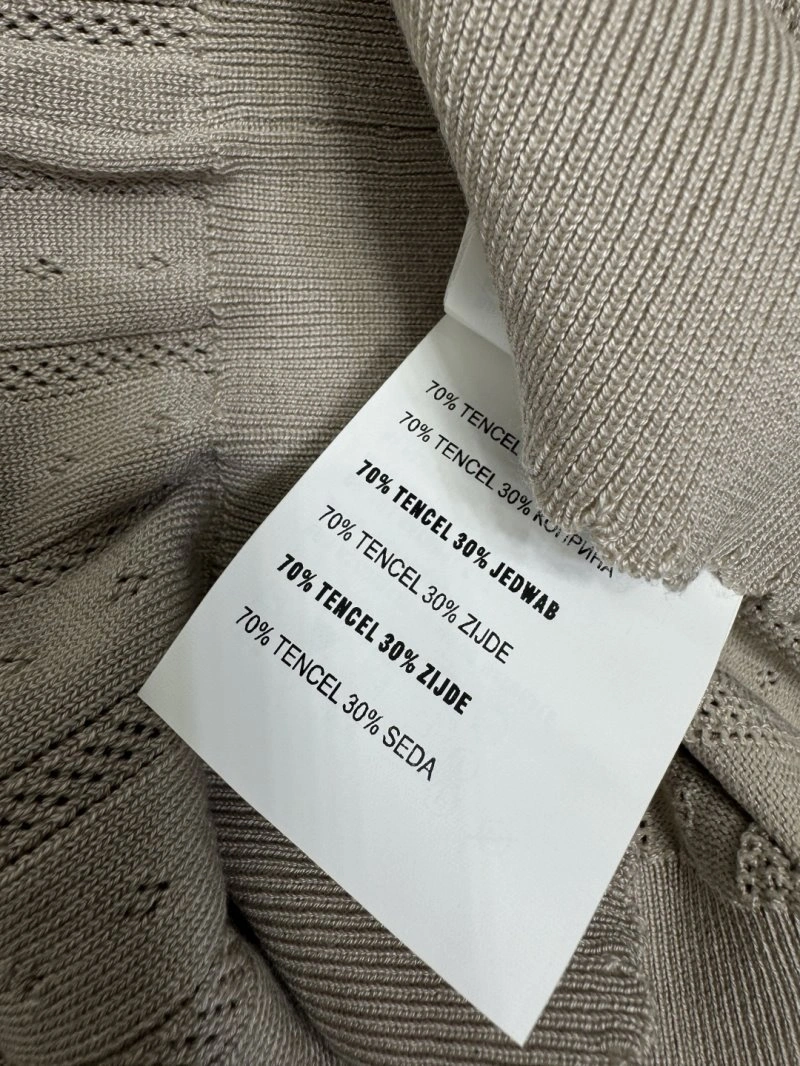 70% TENCEL
70% TENCEL 30% КОПРИНА
70% TENCEL 30% JEDWAB
70% TENCEL 30% ZIJDE
70% TENCEL 30% ZIJDE
70% TENCEL 30% SEDA